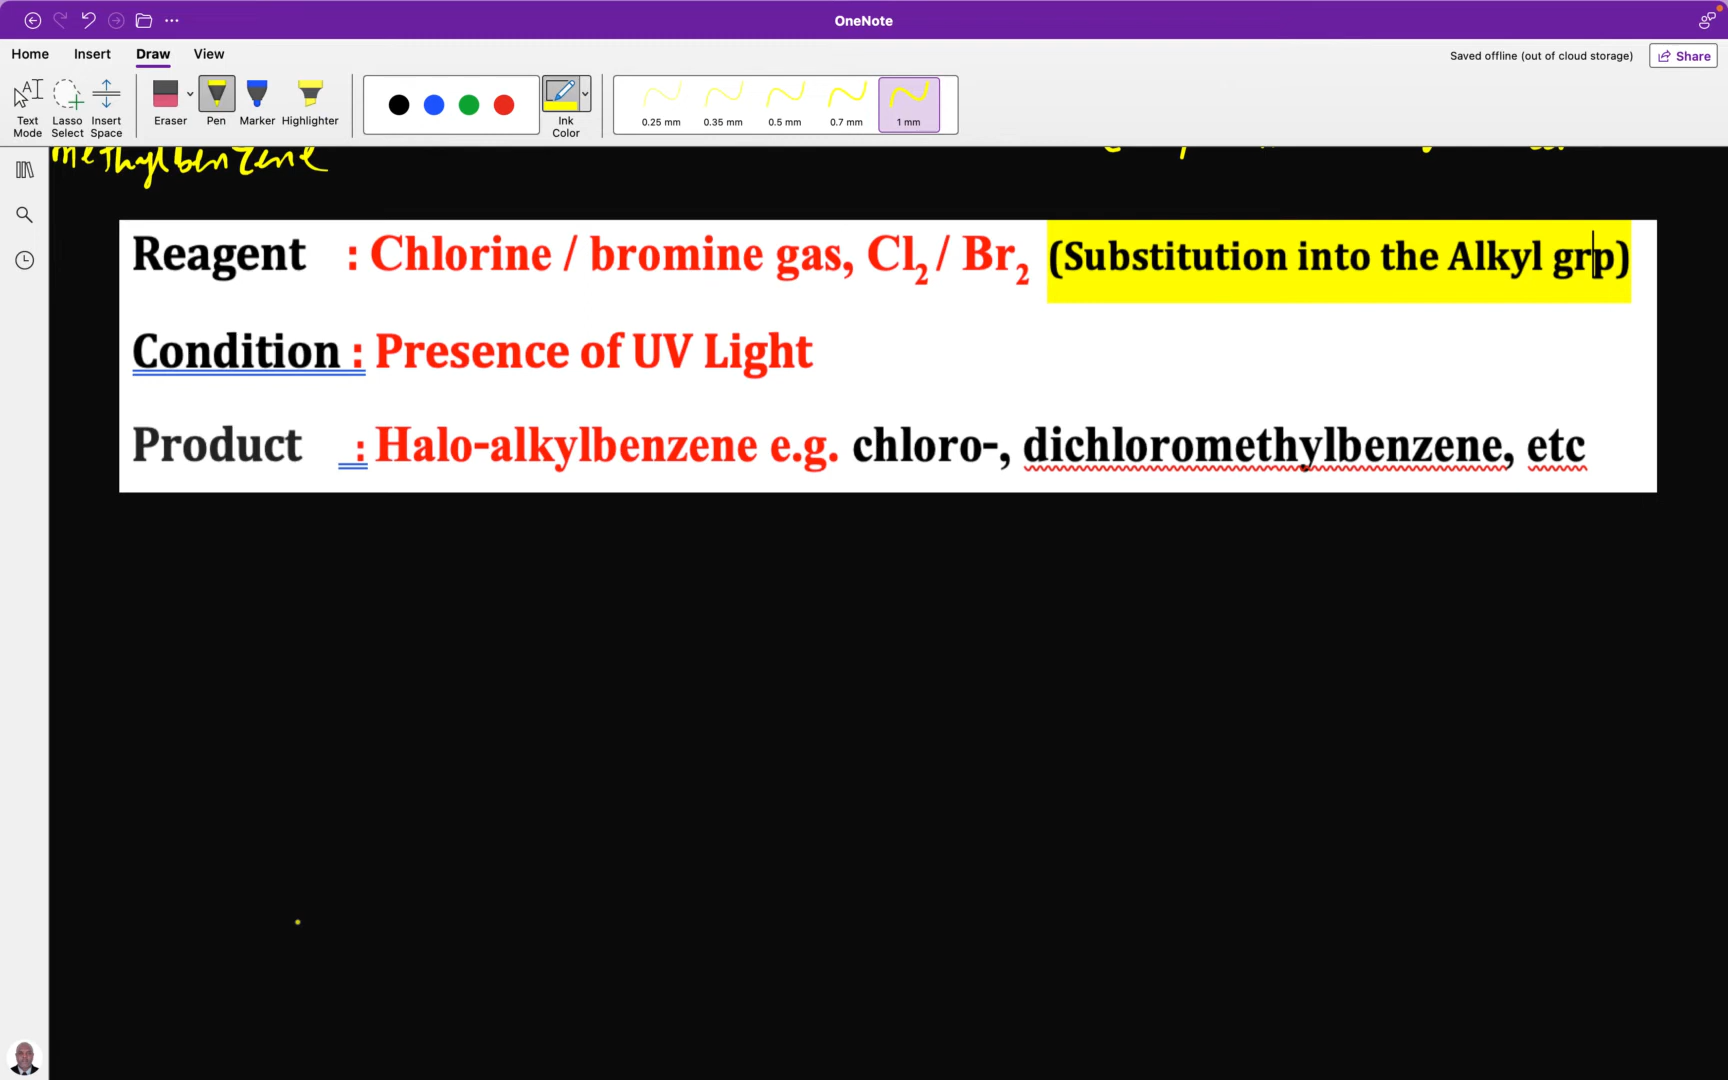 OneNote
Home Insert Draw View
Saved offline (out of cloud storage) Share
Text Mode
Lasso Select
Insert Space
Eraser
Pen
Marker
Highlighter
Ink Color
0.25 mm
0.35 mm
0.5 mm
0.7 mm
1 mm
methylbenzene
Reagent : Chlorine / bromine gas, Cl₂ / Br₂ (Substitution into the Alkyl grp)
Condition : Presence of UV Light
Product : Halo-alkylbenzene e.g. chloro-, dichloromethylbenzene, etc